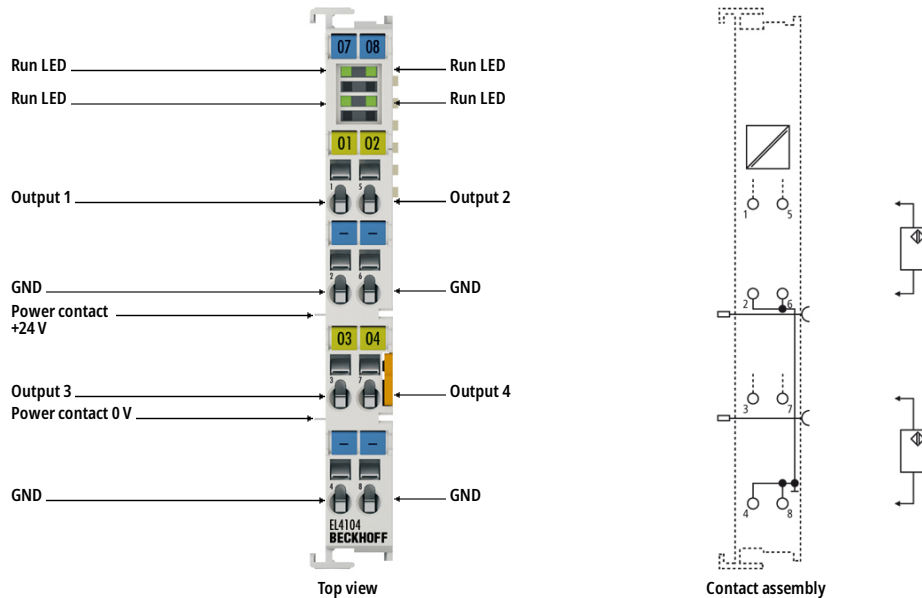 07 08
Run LED
Run LED
Run LED
Run LED
01 02
Output 1
1
5
Output 2
1
5
– –
GND
2
6
GND
2
6
Power contact
+24 V
03 04
Output 3
3
7
Output 4
3
7
Power contact 0 V
– –
GND
4
8
GND
4
8
EL4104
BECKHOFF
Top view
Contact assembly